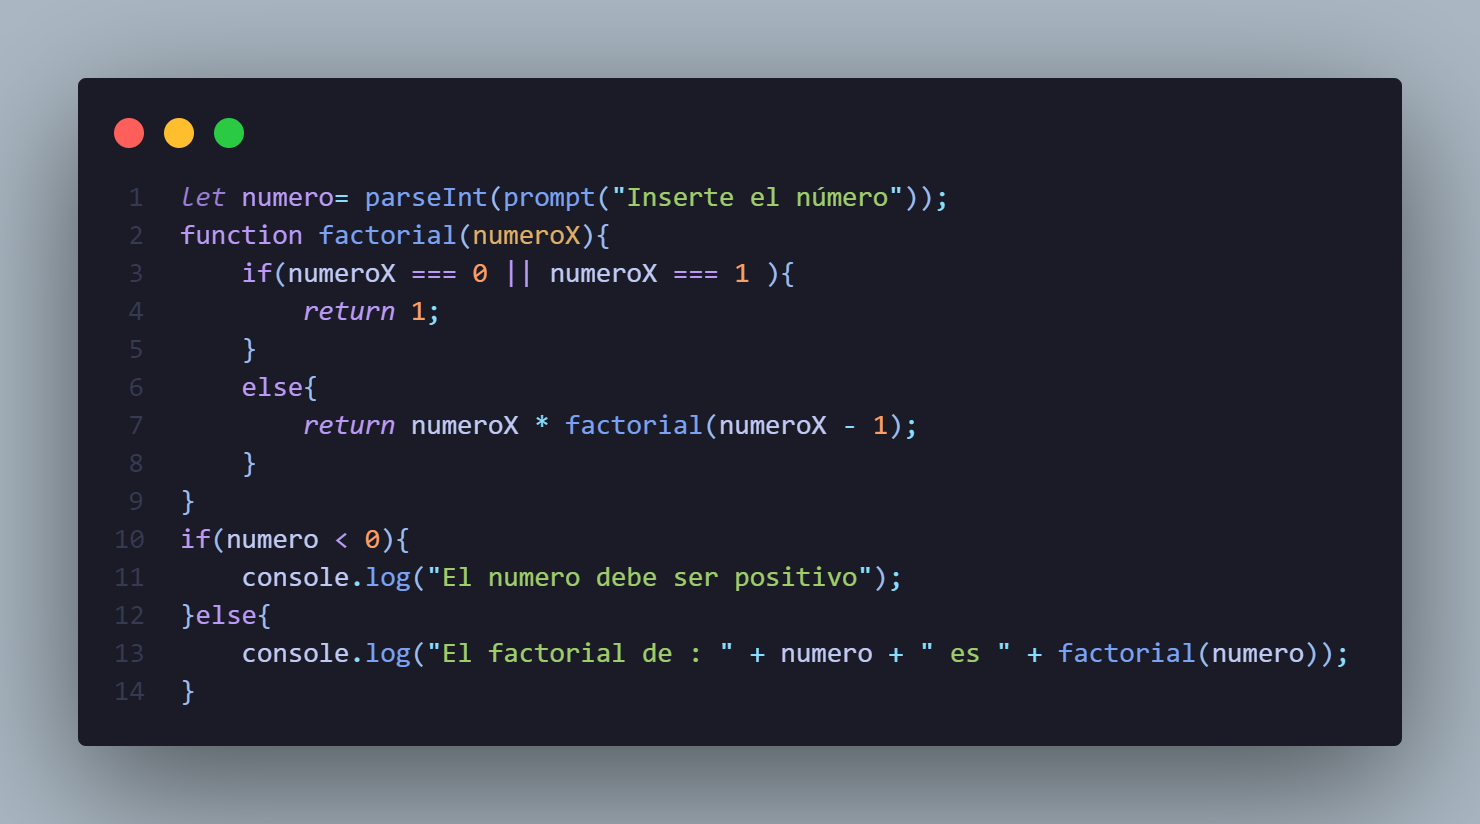 1 let numero= parseInt(prompt("Inserte el número"));
2 function factorial(numeroX){
3     if(numeroX === 0 || numeroX === 1 ){
4         return 1;
5     }
6     else{
7         return numeroX * factorial(numeroX - 1);
8     }
9 }
10 if(numero < 0){
11     console.log("El numero debe ser positivo");
12 }else{
13     console.log("El factorial de : " + numero + " es " + factorial(numero));
14 }